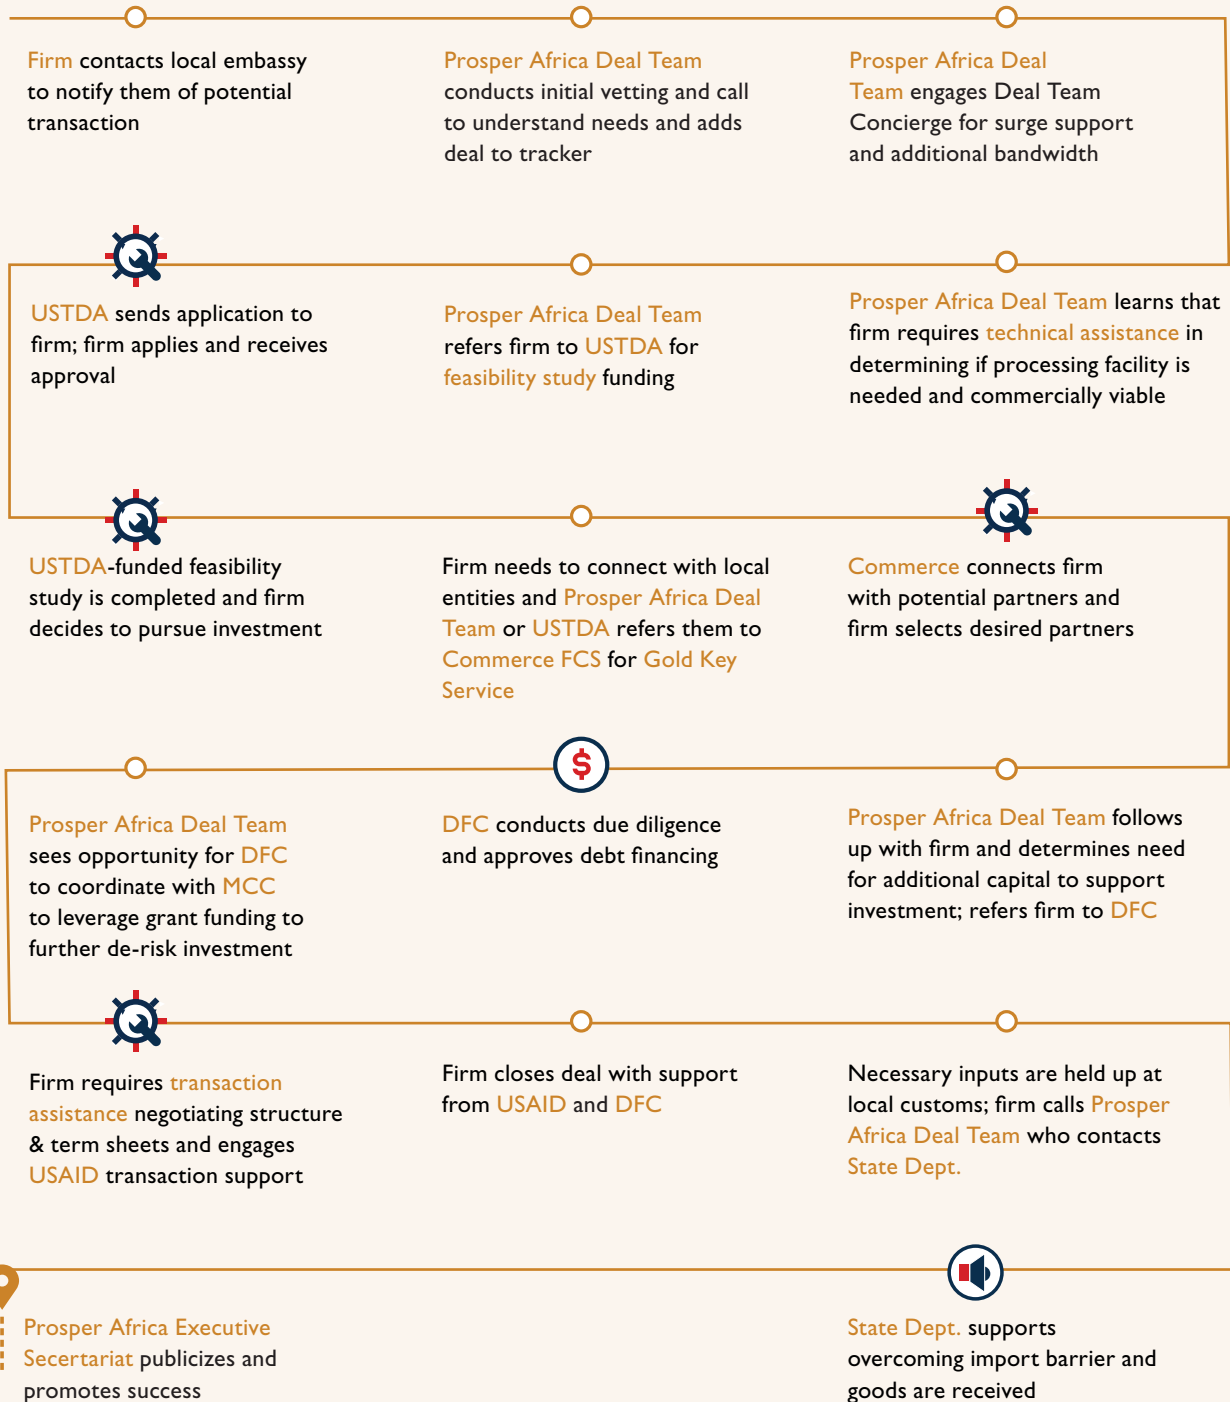 Firm contacts local embassy
to notify them of potential
transaction
Prosper Africa Deal Team
conducts initial vetting and call
to understand needs and adds
deal to tracker
Prosper Africa Deal
Team engages Deal Team
Concierge for surge support
and additional bandwidth
Prosper Africa Deal Team learns that
firm requires technical assistance in
determining if processing facility is
needed and commercially viable
Prosper Africa Deal Team
refers firm to USTDA for
feasibility study funding
USTDA sends application to
firm; firm applies and receives
approval
USTDA-funded feasibility
study is completed and firm
decides to pursue investment
Firm needs to connect with local
entities and Prosper Africa Deal
Team or USTDA refers them to
Commerce FCS for Gold Key
Service
Commerce connects firm
with potential partners and
firm selects desired partners
Prosper Africa Deal Team follows
up with firm and determines need
for additional capital to support
investment; refers firm to DFC
$
DFC conducts due diligence
and approves debt financing
Prosper Africa Deal Team
sees opportunity for DFC
to coordinate with MCC
to leverage grant funding to
further de-risk investment
Firm requires transaction
assistance negotiating structure
& term sheets and engages
USAID transaction support
Firm closes deal with support
from USAID and DFC
Necessary inputs are held up at
local customs; firm calls Prosper
Africa Deal Team who contacts
State Dept.
State Dept. supports
overcoming import barrier and
goods are received
Prosper Africa Executive
Secertariat publicizes and
promotes success